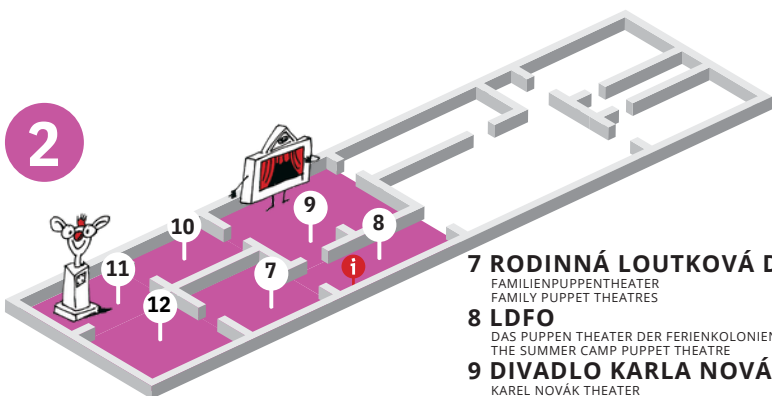 2
9
8
10
7
11
12
i
7 RODINNÁ LOUTKOVÁ
FAMILIENPUPPENTHEATER
FAMILY PUPPET THEATRES
8 LDFO
DAS PUPPEN THEATER DER FERIENKOLONIEN
THE SUMMER CAMP PUPPET THEATRE
9 DIVADLO KARLA
KAREL NOVÁK THEATER